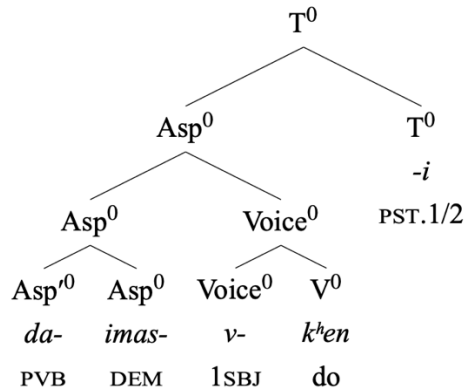 T⁰
Asp⁰ T⁰
-i
PST.1/2
Asp⁰ Voice⁰
Asp′⁰ Asp⁰ Voice⁰ V⁰
da- imas- v- kʰen
PVB DEM 1SBJ do